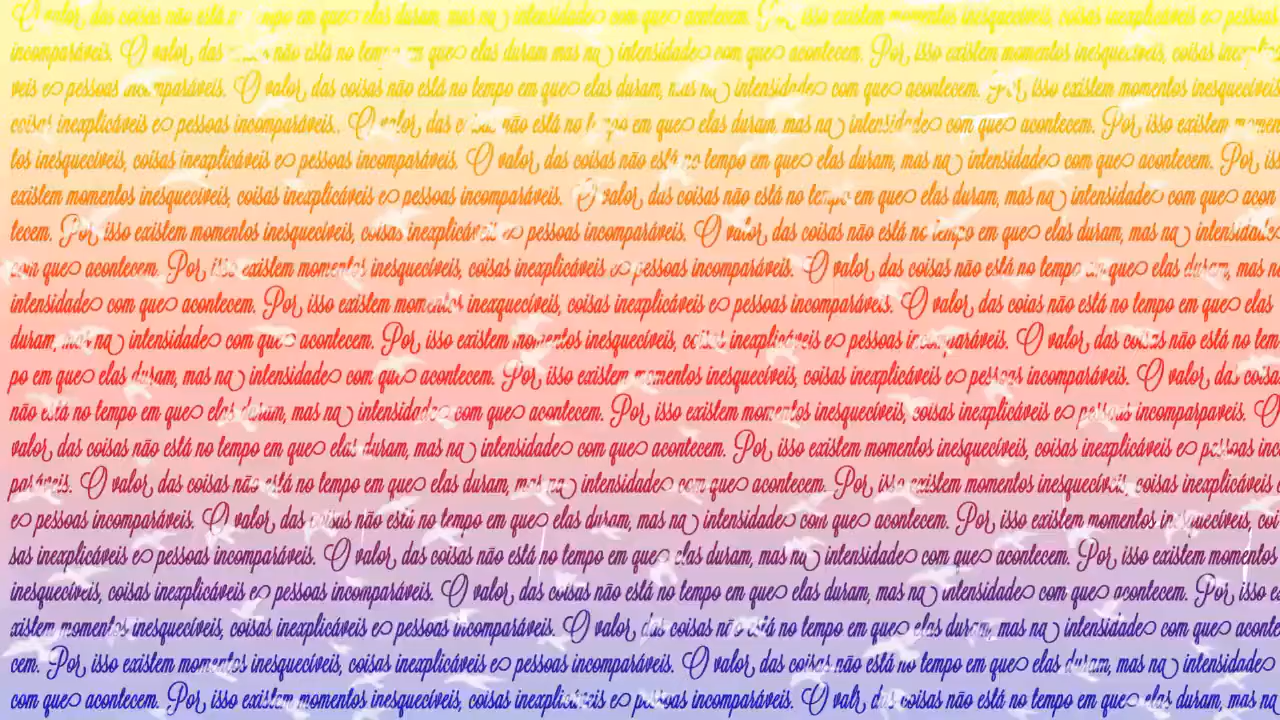 O valor, das coisas não está n tempo em que elas duram, mas na intensidade com que acontecem. Por, isso existem momentos inesquecíveis, coisas inexplicáveis e pessoas
incomparáveis. O valor, das não está no tempo em que elas duram mas na intensidade com que acontecem. Por, isso existem momentos inesquecíveis, coisas inexplicá
veis e pessoas incomparáveis. O valor, das coisas não está no tempo em que elas duram, mas na intensidade com que acontecem. Por, isso existem momentos inesquecíveis
coisas inexplicáveis e pessoas incomparáveis.. O valor, das coisas não está no tempo em que elas duram, mas na intensidade com que acontecem. Por, isso existem momen
tos inesquecíveis, coisas inexplicáveis e pessoas incomparáveis. O valor, das coisas não está no tempo em que elas duram, mas na intensidade com que acontecem. Por, iss
existem momentos inesquecíveis, coisas inexplicáveis e pessoas incomparáveis. O valor, das coisas não está no tempo em que elas duram, mas na intensidade com que acon
tecem. Por, isso existem momentos inesquecíveis, coisas inexplicáveis e pessoas incomparáveis. O valor, das coisas não está no tempo em que elas duram, mas na intensidade
com que acontecem. Por, isso existem momentos inesquecíveis, coisas inexplicáveis e pessoas incomparáveis. O valor, das coisas não está no tempo em que elas duram, mas n
intensidade com que acontecem. Por, isso existem momentos inexquecíveis, coisas inexplicáveis e pessoas incomparáveis. O valor, das coias não está no tempo em que elas
duram, mas na intensidade com que acontecem. Por, isso existem momentos inesquecíveis, coisas inexplicáveis e pessoas incomparáveis. O valor, das coisas não está no tem
po em que elas duram, mas na intensidade com que acontecem. Por, isso existem momentos inesquecíveis, coisas inexplicáveis e pessoas incomparáveis. O valor, das coisas
não está no tempo em que elas duram, mas na intensidade com que acontecem. Por, isso existem momentos inesquecíveis, coisas inexplicáveis e pessoas incomparpaveis. O
valor, das coisas não está no tempo em que elas duram, mas na intensidade com que acontecem. Por, isso existem momentos inesquecíveis, coisas inexplicáveis e pessoas incom
paráveis. O valor, das coisas não está no tempo em que elas duram, mas na intensidade com que acontecem. Por, isso existem momentos inesquecíveis, coisas inexplicáveis
e pessoas incomparáveis. O valor, das coisas não está no tempo em que elas duram, mas na intensidade com que acontecem. Por, isso existem momentos inesquecíveis, coi
sas inexplicáveis e pessoas incomparáveis. O valor, das coisas não está no tempo em que elas duram, mas na intensidade com que acontecem. Por, isso existem momentos
inesquecíveis, coisas inexplicáveis e pessoas incomparáveis. O valor, das coisas não está no tempo em que elas duram, mas na intensidade com que acontecem. Por, isso e
xistem momentos inesquecíveis, coisas inexplicáveis e pessoas incomparáveis. O valor, das coisas não está no tempo em que elas duram, mas na intensidade com que aconte
cem. Por, isso existem momentos inesquecíveis, coisas inexplicáveis e pessoas incomparáveis. O valor, das coisas não está no tempo em que elas duram, mas na intensidade
com que acontecem. Por, isso existem momentos inesquecíveis, coisas inexplicáveis e pessoas incomparáveis. O valr, das coisas não está no tempo em que elas duram, mas na